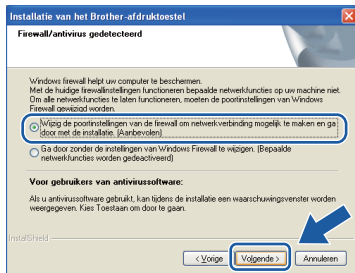 Installatie van het Brother-afdruktoestel
Firewall/antivirus gedetecteerd
Windows firewall helpt uw computer te beschermen.
Met de huidige firewallinstellingen functioneren bepaalde netwerkfuncties op uw machine niet.
Om alle netwerkfuncties te laten functioneren, moeten de poortinstellingen van Windows
Firewall gewijzigd worden.
Wijzig de poortinstellingen van de firewall om netwerkverbinding mogelijk te maken en ga
door met de installatie. (Aanbevolen)
Ga door zonder de instellingen van Windows Firewall te wijzigen. (Bepaalde
netwerkfuncties worden gedeactiveerd)
Voor gebruikers van antivirussoftware:
Als u antivirussoftware gebruikt, kan tijdens de installatie een waarschuwingsvenster worden
weergegeven. Kies Toestaan om door te gaan.
InstallShield
< Vorige
Volgende >
Annuleren